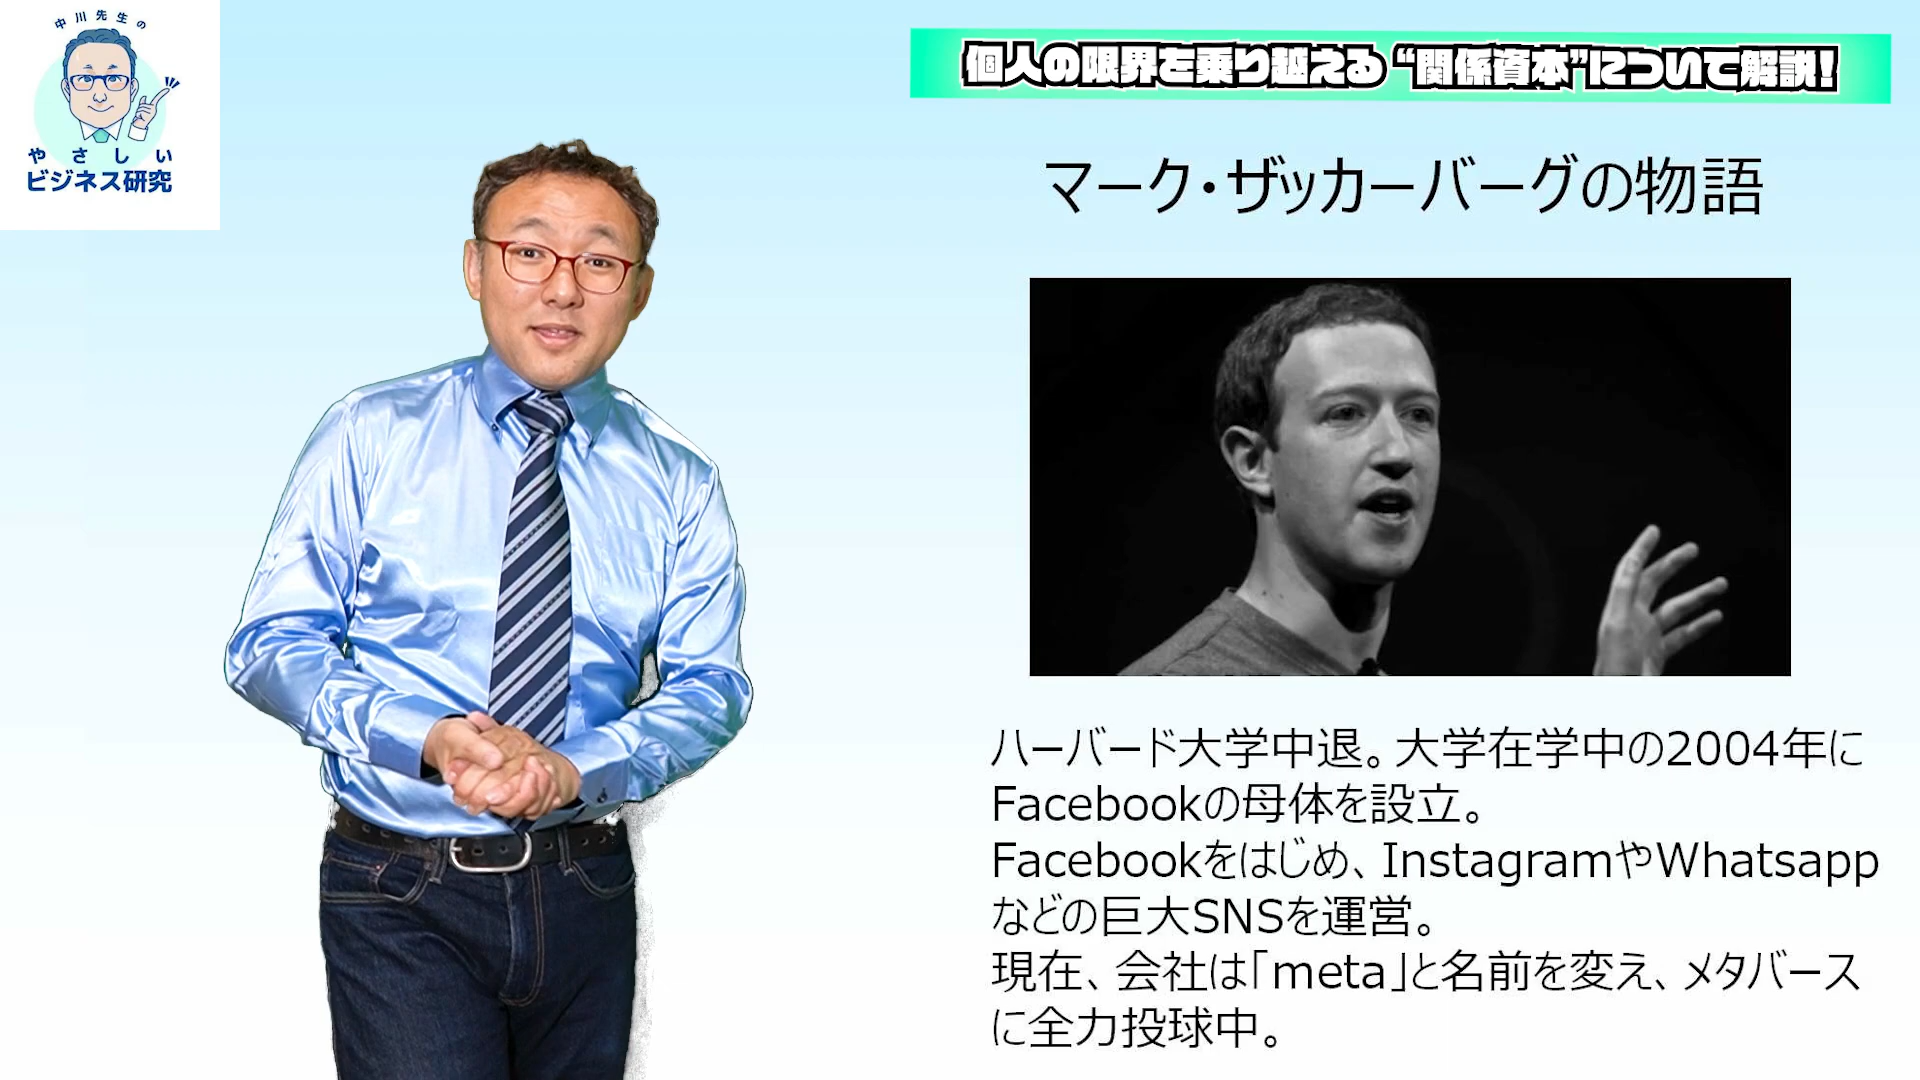 中川先生の
やさしい
ビジネス研究
個人の限界を乗り越える“関係資本”について解説!
マーク・ザッカーバーグの物語
ハーバード大学中退。大学在学中の2004年に
Facebookの母体を設立。
Facebookをはじめ、InstagramやWhatsapp
などの巨大SNSを運営。
現在、会社は｢meta｣と名前を変え、メタバース
に全力投球中。